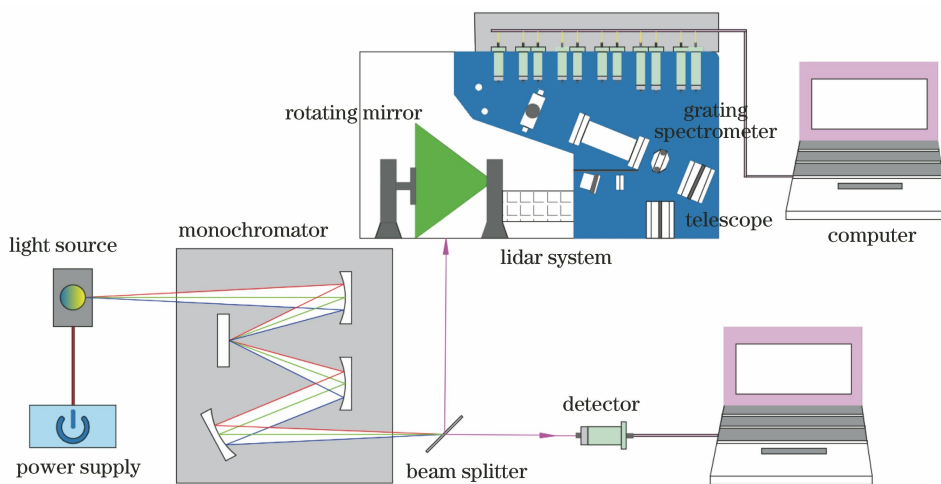 rotating mirror
grating
spectrometer
telescope
computer
lidar system
monochromator
light source
power supply
beam splitter
detector